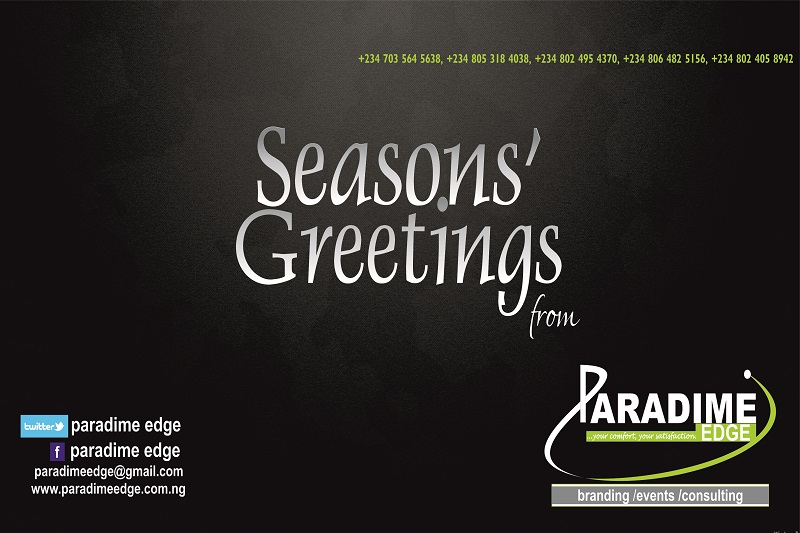 +234 703 564 5638, +234 805 318 4038, +234 802 495 4370, +234 806 482 5156, +234 802 405 8942
Seasons'
Greetings
from
twitter paradime edge
f paradime edge
paradimeedge@gmail.com
www.paradimeedge.com.ng
PARADIME
...your comfort, your satisfaction. EDGE
branding /events /consulting